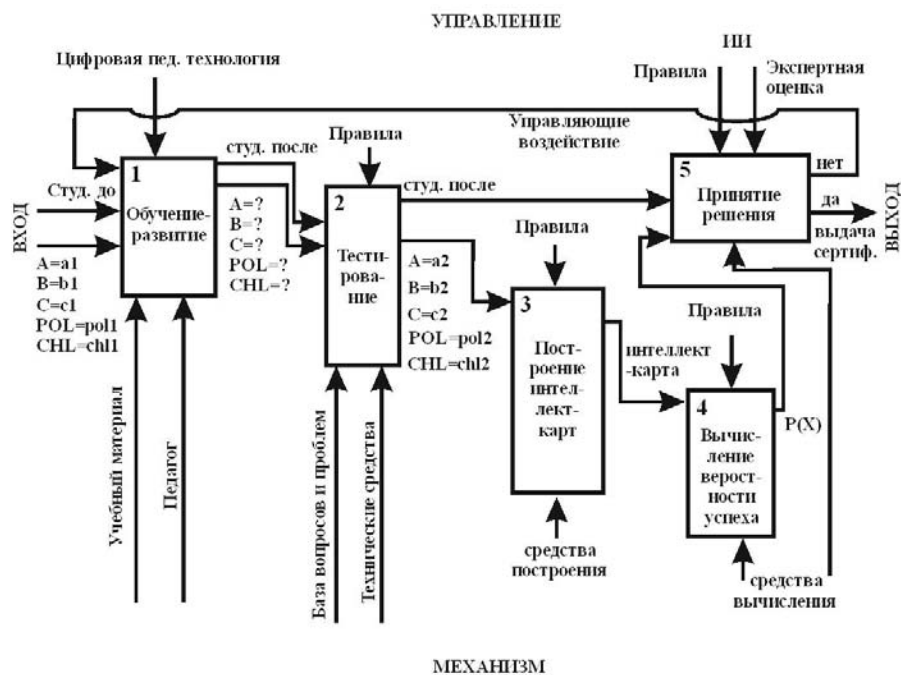 УПРАВЛЕНИЕ
ИИ
Цифровая пед. технология
Правила
Экспертная
оценка
Управляющие
воздействие
Правила
1
Обучение-
развитие
студ. после
2
Тести-
рова-
ние
студ. после
5
Принятие
решения
нет
да
выдача
сертиф.
ВХОД
ВЫХОД
Студ. до
A=a1
B=b1
C=c1
POL=pol1
CHL=chl1
A=?
B=?
C=?
POL=?
CHL=?
A=a2
B=b2
C=c2
POL=pol2
CHL=chl2
Правила
3
Пост-
роение
интел-
лект-
карт
интеллект
-карта
Правила
4
Вычис-
ление
верост-
ности
успеха
P(X)
Учебный материал
Педагог
База вопросов и проблем
Технические средства
средства
построения
средства
вычисления
МЕХАНИЗМ